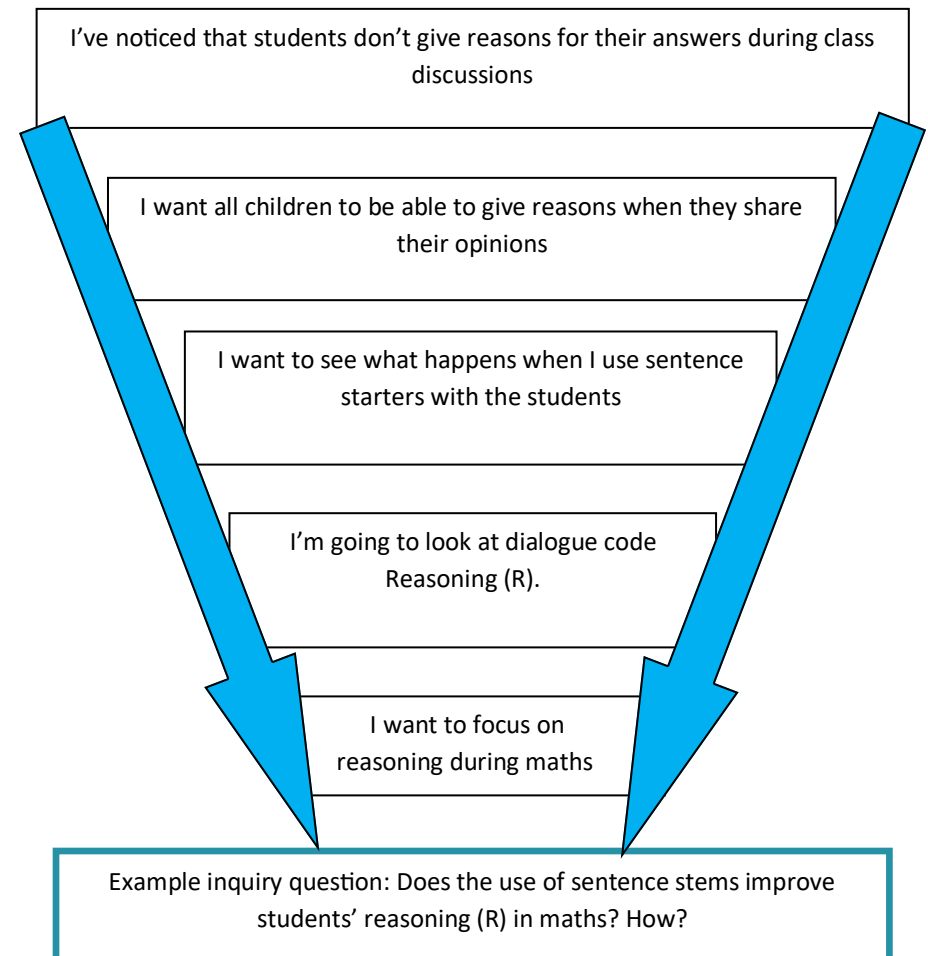 I’ve noticed that students don’t give reasons for their answers during class
discussions
I want all children to be able to give reasons when they share
their opinions
I want to see what happens when I use sentence
starters with the students
I’m going to look at dialogue code
Reasoning (R).
I want to focus on
reasoning during maths
Example inquiry question: Does the use of sentence stems improve
students’ reasoning (R) in maths? How?